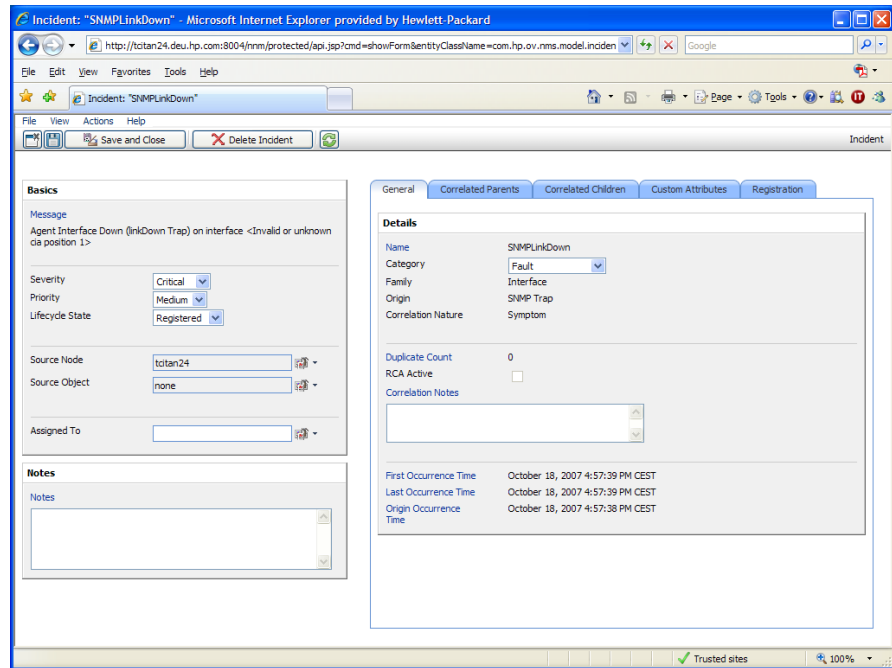 Incident: "SNMPLinkDown" - Microsoft Internet Explorer provided by Hewlett-Packard
http://tcitan24.deu.hp.com:8004/nnm/protected/api.jsp?cmd=showForm&entityClassName=com.hp.ov.nms.model.inciden
Google
File Edit View Favorites Tools Help
Incident: "SNMPLinkDown"
Page Tools
File View Actions Help
Save and Close Delete Incident Incident
Basics
Message
Agent Interface Down (linkDown Trap) on interface <Invalid or unknown
cia position 1>
Severity Critical
Priority Medium
Lifecycle State Registered
Source Node tcitan24
Source Object none
Assigned To
Notes
Notes
General Correlated Parents Correlated Children Custom Attributes Registration
Details
Name SNMPLinkDown
Category Fault
Family Interface
Origin SNMP Trap
Correlation Nature Symptom
Duplicate Count 0
RCA Active
Correlation Notes
First Occurrence Time October 18, 2007 4:57:39 PM CEST
Last Occurrence Time October 18, 2007 4:57:39 PM CEST
Origin Occurrence October 18, 2007 4:57:38 PM CEST
Time
Trusted sites 100%